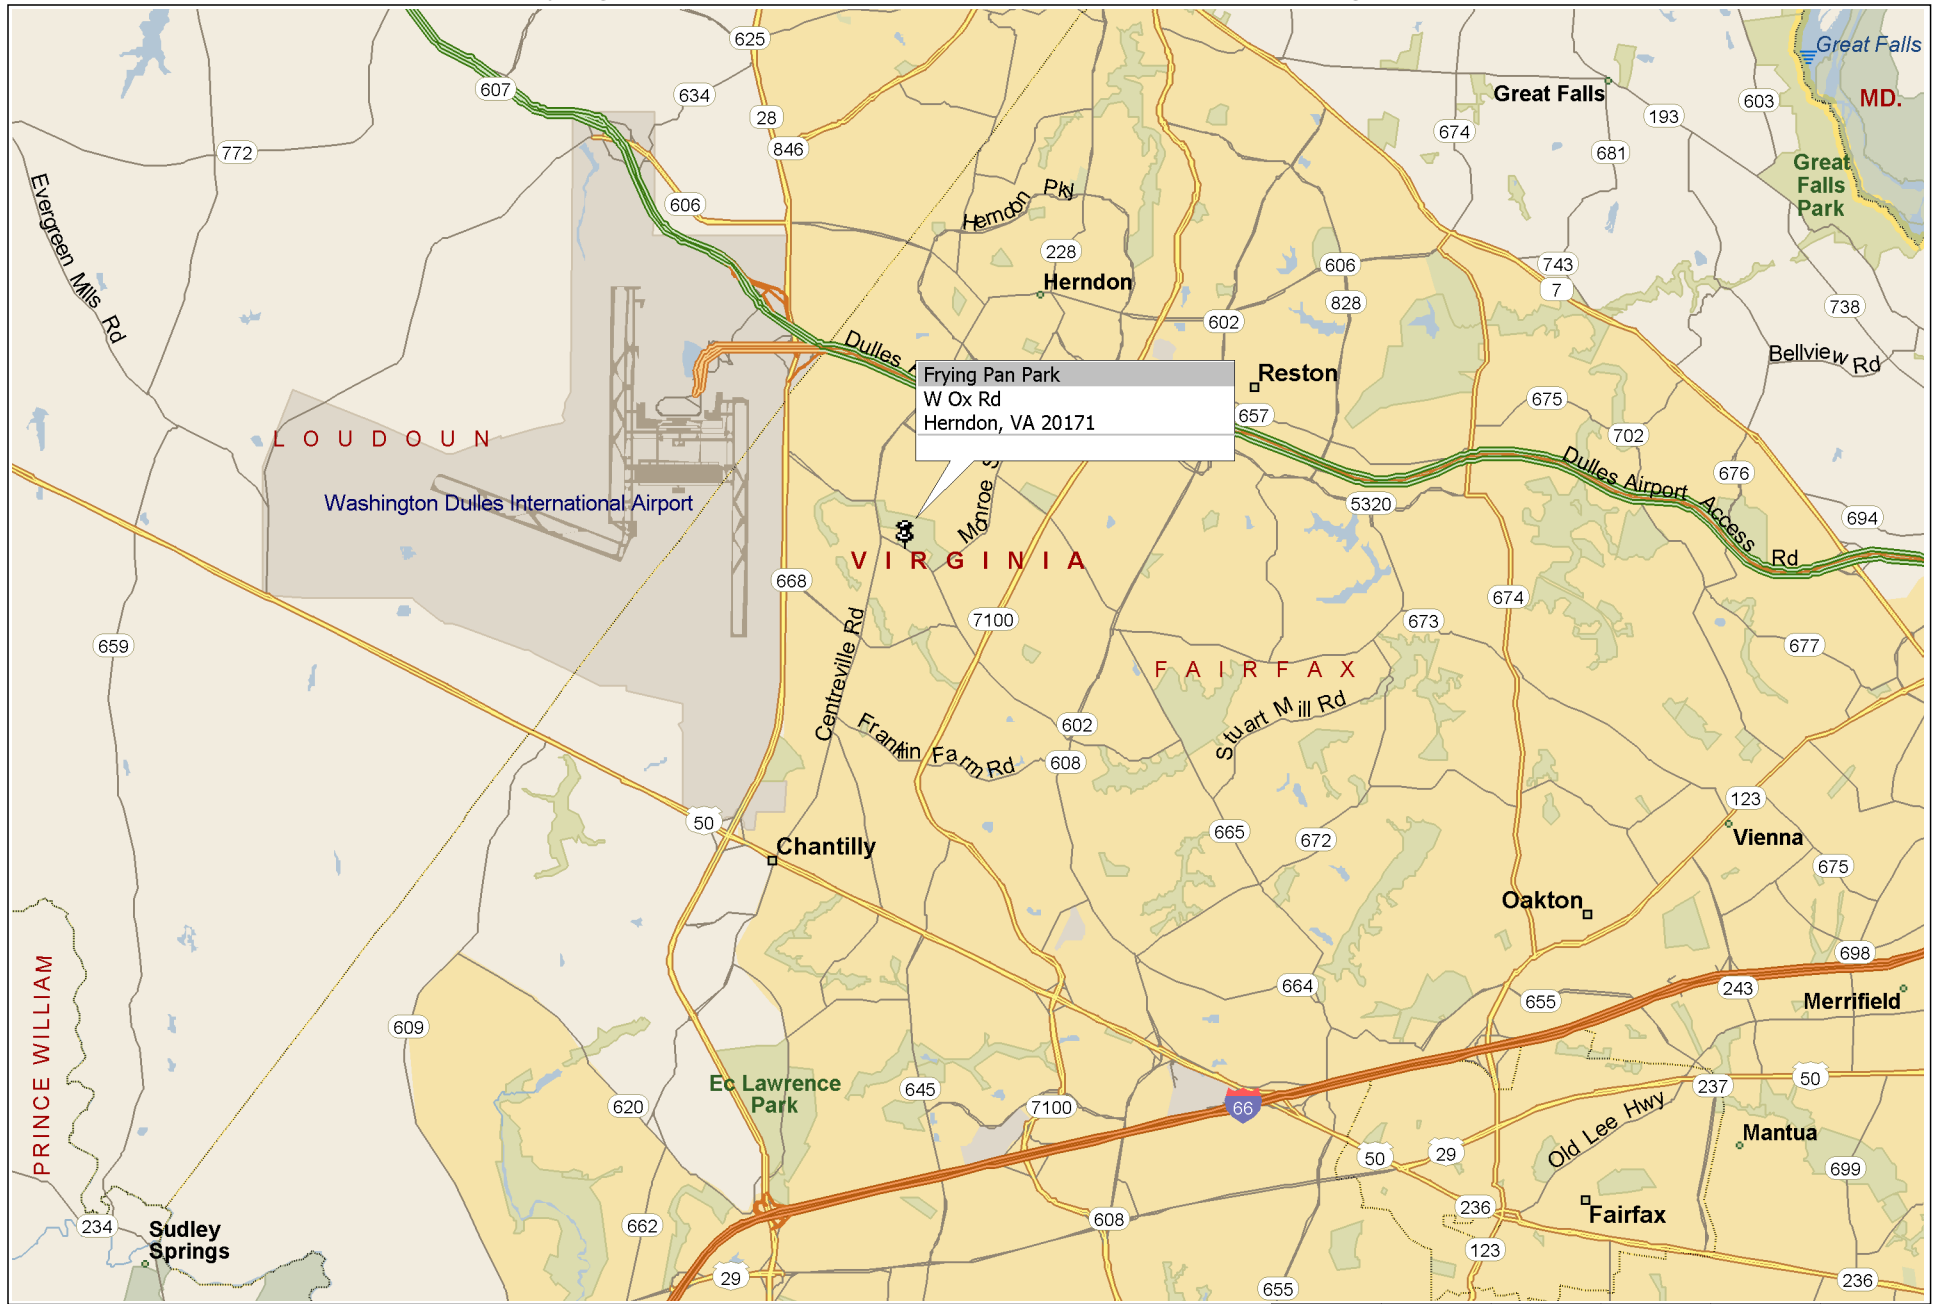 625
Great Falls
607
634
Great Falls
603
MD.
28
193
674
772
846
681
Great
Falls
Park
Evergreen Mills Rd
606
Herndon Pky
228
Herndon
606
743
7
828
738
602
Dulles
Bellview Rd
Frying Pan Park
W Ox Rd
Herndon, VA 20171
Reston
675
657
702
LOUDOUN
676
Dulles Airport Access Rd
Washington Dulles International Airport
5320
694
Monroe S
VIRGINIA
668
674
7100
673
659
677
Centreville Rd
FAIRFAX
Stuart Mill Rd
602
Franklin Farm Rd
608
123
50
665
672
Vienna
Chantilly
675
Oakton
698
PRINCE WILLIAM
664
243
655
Merrifield
609
Ec Lawrence
Park
645
620
7100
66
237
50
Old Lee Hwy
Mantua
50
29
699
236
Fairfax
234
Sudley
Springs
662
608
123
29
655
236